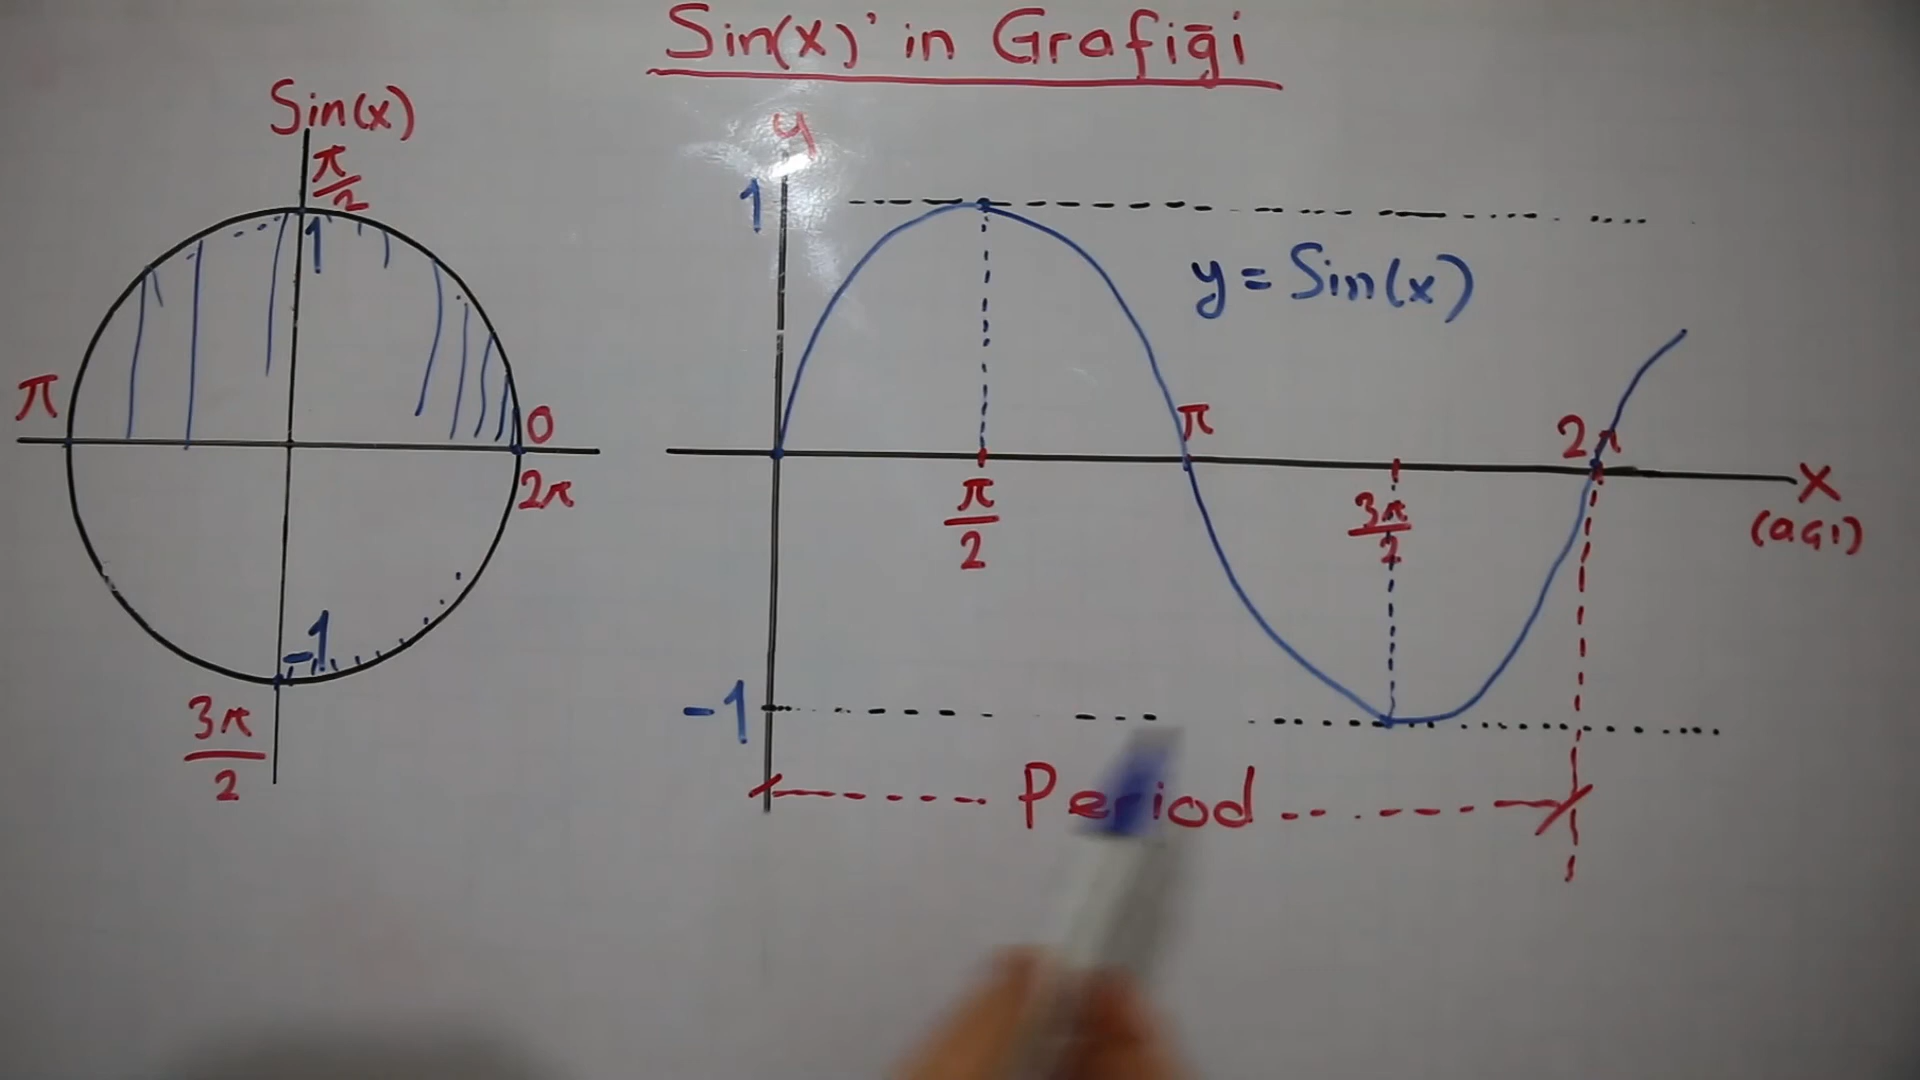 Sin(x)'in Grafiği
Sin(x)
π/2
1
π
0
2π
-1
3π/2
y
1
y = Sin(x)
π
2π
x
(açı)
π/2
3π/2
-1
Period